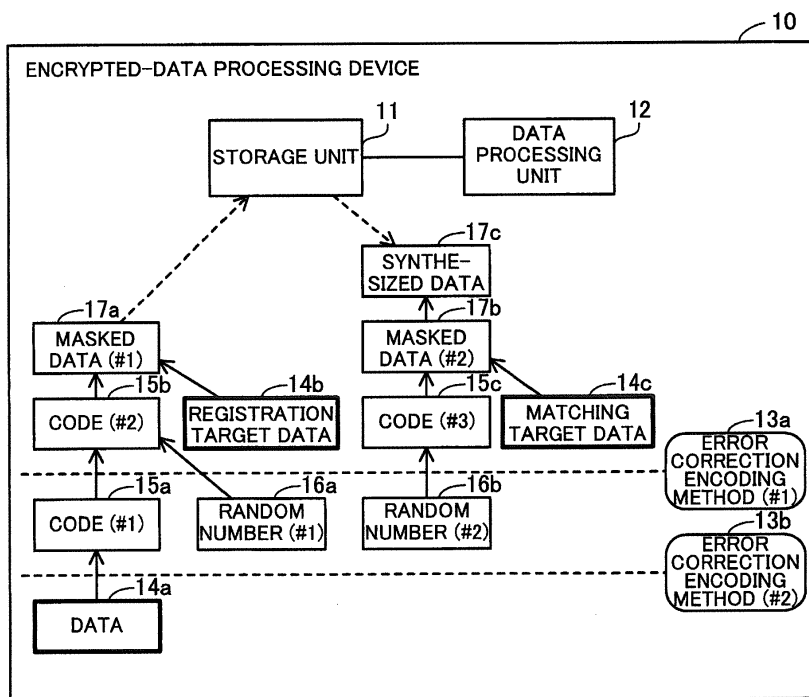 10
ENCRYPTED-DATA PROCESSING DEVICE
11
STORAGE UNIT
12
DATA
PROCESSING
UNIT
17c
SYNTHE-
SIZED DATA
17a
MASKED
DATA (#1)
17b
MASKED
DATA (#2)
15b
CODE (#2)
14b
REGISTRATION
TARGET DATA
15c
CODE (#3)
14c
MATCHING
TARGET DATA
13a
ERROR
CORRECTION
ENCODING
METHOD (#1)
15a
CODE (#1)
16a
RANDOM
NUMBER (#1)
16b
RANDOM
NUMBER (#2)
13b
ERROR
CORRECTION
ENCODING
METHOD (#2)
14a
DATA